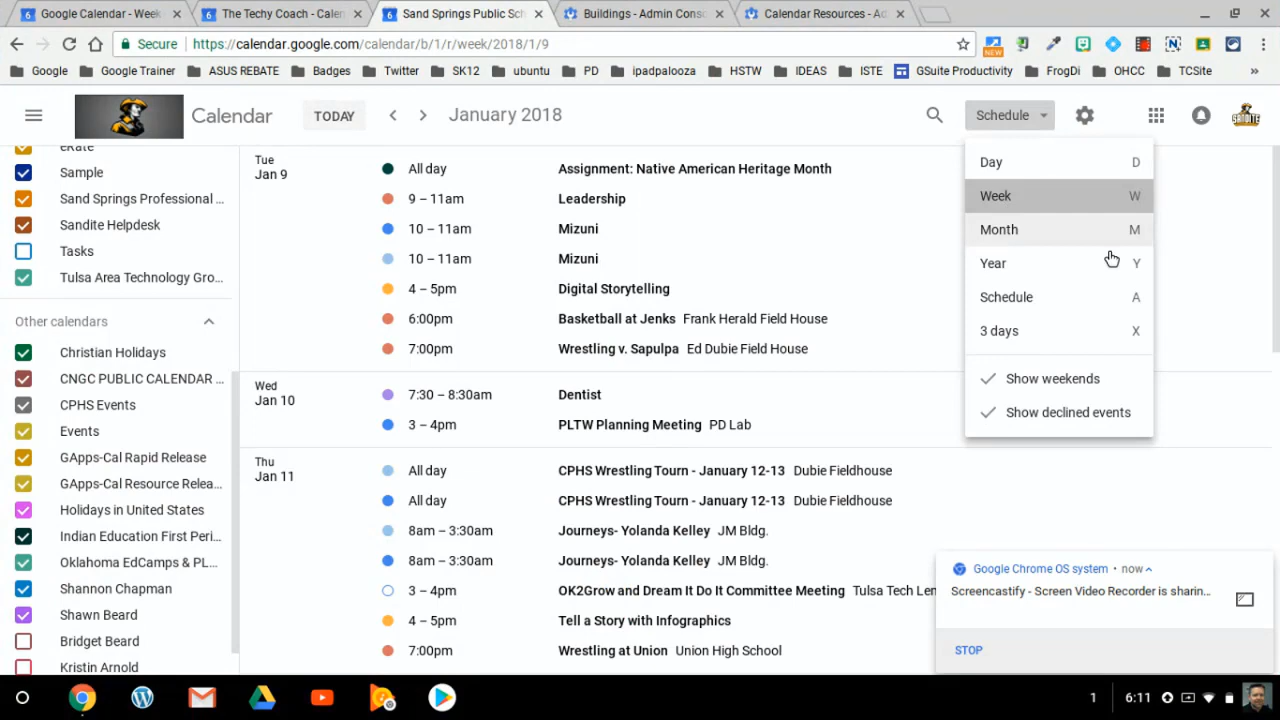 Google Calendar - Week
The Techy Coach - Calen
Sand Springs Public Sch
Buildings - Admin Conso
Calendar Resources - Ad
Secure
https://calendar.google.com/calendar/b/1/r/week/2018/1/9
NEW
Google
Google Trainer
ASUS REBATE
Badges
Twitter
SK12
ubuntu
PD
ipadpalooza
HSTW
IDEAS
ISTE
GSuite Productivity
FrogDi
OHCC
TCSite
»
Calendar
TODAY
January 2018
Schedule
SANDITE
eRate
Sample
Sand Springs Professional ...
Sandite Helpdesk
Tasks
Tulsa Area Technology Gro...
Other calendars
Christian Holidays
CNGC PUBLIC CALENDAR ...
CPHS Events
Events
GApps-Cal Rapid Release
GApps-Cal Resource Relea...
Holidays in United States
Indian Education First Peri...
Oklahoma EdCamps & PL...
Shannon Chapman
Shawn Beard
Bridget Beard
Kristin Arnold
Tue
Jan 9
All day Assignment: Native American Heritage Month
9 – 11am Leadership
10 – 11am Mizuni
10 – 11am Mizuni
4 – 5pm Digital Storytelling
6:00pm Basketball at Jenks Frank Herald Field House
7:00pm Wrestling v. Sapulpa Ed Dubie Field House
Wed
Jan 10
7:30 – 8:30am Dentist
3 – 4pm PLTW Planning Meeting PD Lab
Thu
Jan 11
All day CPHS Wrestling Tourn - January 12-13 Dubie Fieldhouse
All day CPHS Wrestling Tourn - January 12-13 Dubie Fieldhouse
8am – 3:30am Journeys- Yolanda Kelley JM Bldg.
8am – 3:30am Journeys- Yolanda Kelley JM Bldg.
3 – 4pm OK2Grow and Dream It Do It Committee Meeting Tulsa Tech Len
4 – 5pm Tell a Story with Infographics
7:00pm Wrestling at Union Union High School
Day D
Week W
Month M
Year Y
Schedule A
3 days X
Show weekends
Show declined events
Google Chrome OS system • now
Screencastify - Screen Video Recorder is sharin...
STOP
1
6:11